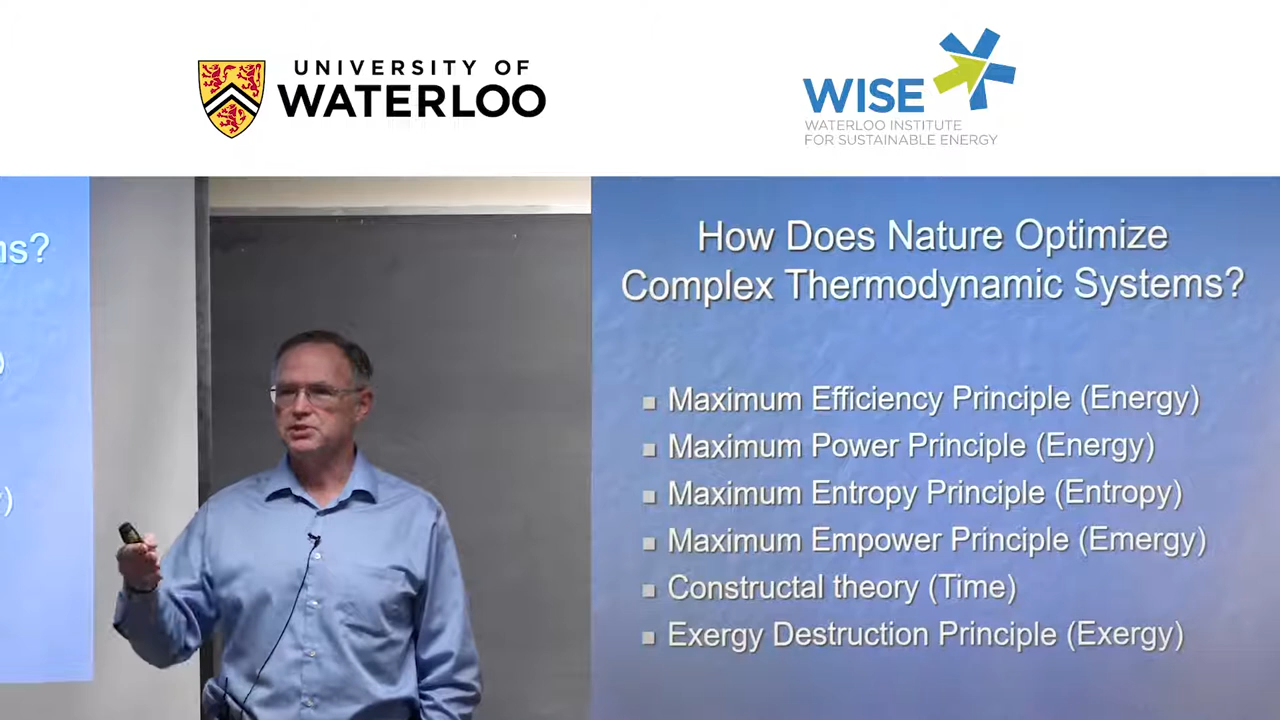 UNIVERSITY OF
WATERLOO
WISE
WATERLOO INSTITUTE
FOR SUSTAINABLE ENERGY
ms?
)
)
How Does Nature Optimize
Complex Thermodynamic Systems?
Maximum Efficiency Principle (Energy)
Maximum Power Principle (Energy)
Maximum Entropy Principle (Entropy)
Maximum Empower Principle (Emergy)
Constructal theory (Time)
Exergy Destruction Principle (Exergy)